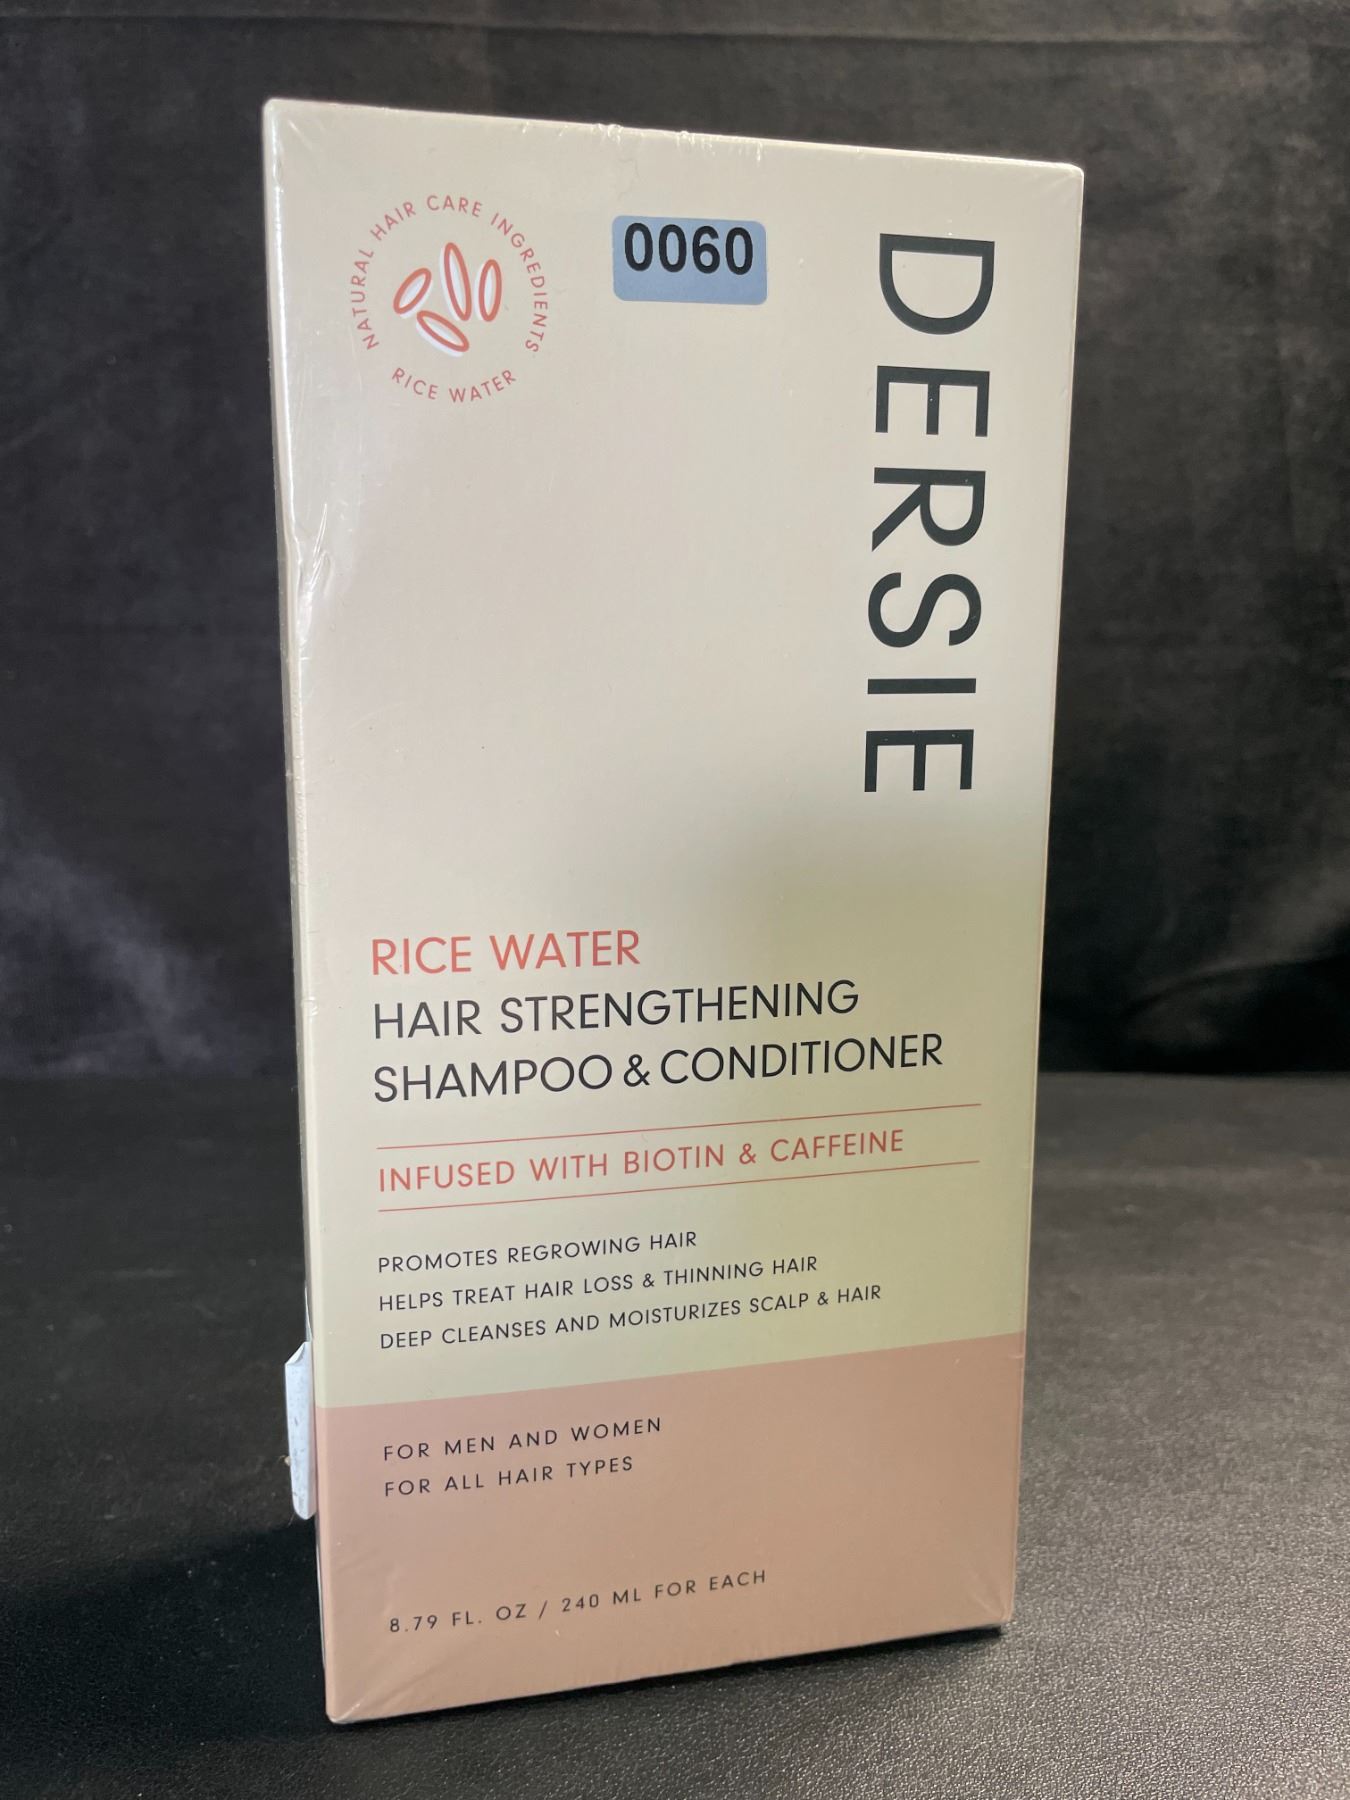 NATURAL HAIR CARE INGREDIENTS
RICE WATER
0060
DERSIE
RICE WATER
HAIR STRENGTHENING
SHAMPOO & CONDITIONER
INFUSED WITH BIOTIN & CAFFEINE
PROMOTES REGROWING HAIR
HELPS TREAT HAIR LOSS & THINNING HAIR
DEEP CLEANSES AND MOISTURIZES SCALP & HAIR
FOR MEN AND WOMEN
FOR ALL HAIR TYPES
8.79 FL. OZ / 240 ML FOR EACH